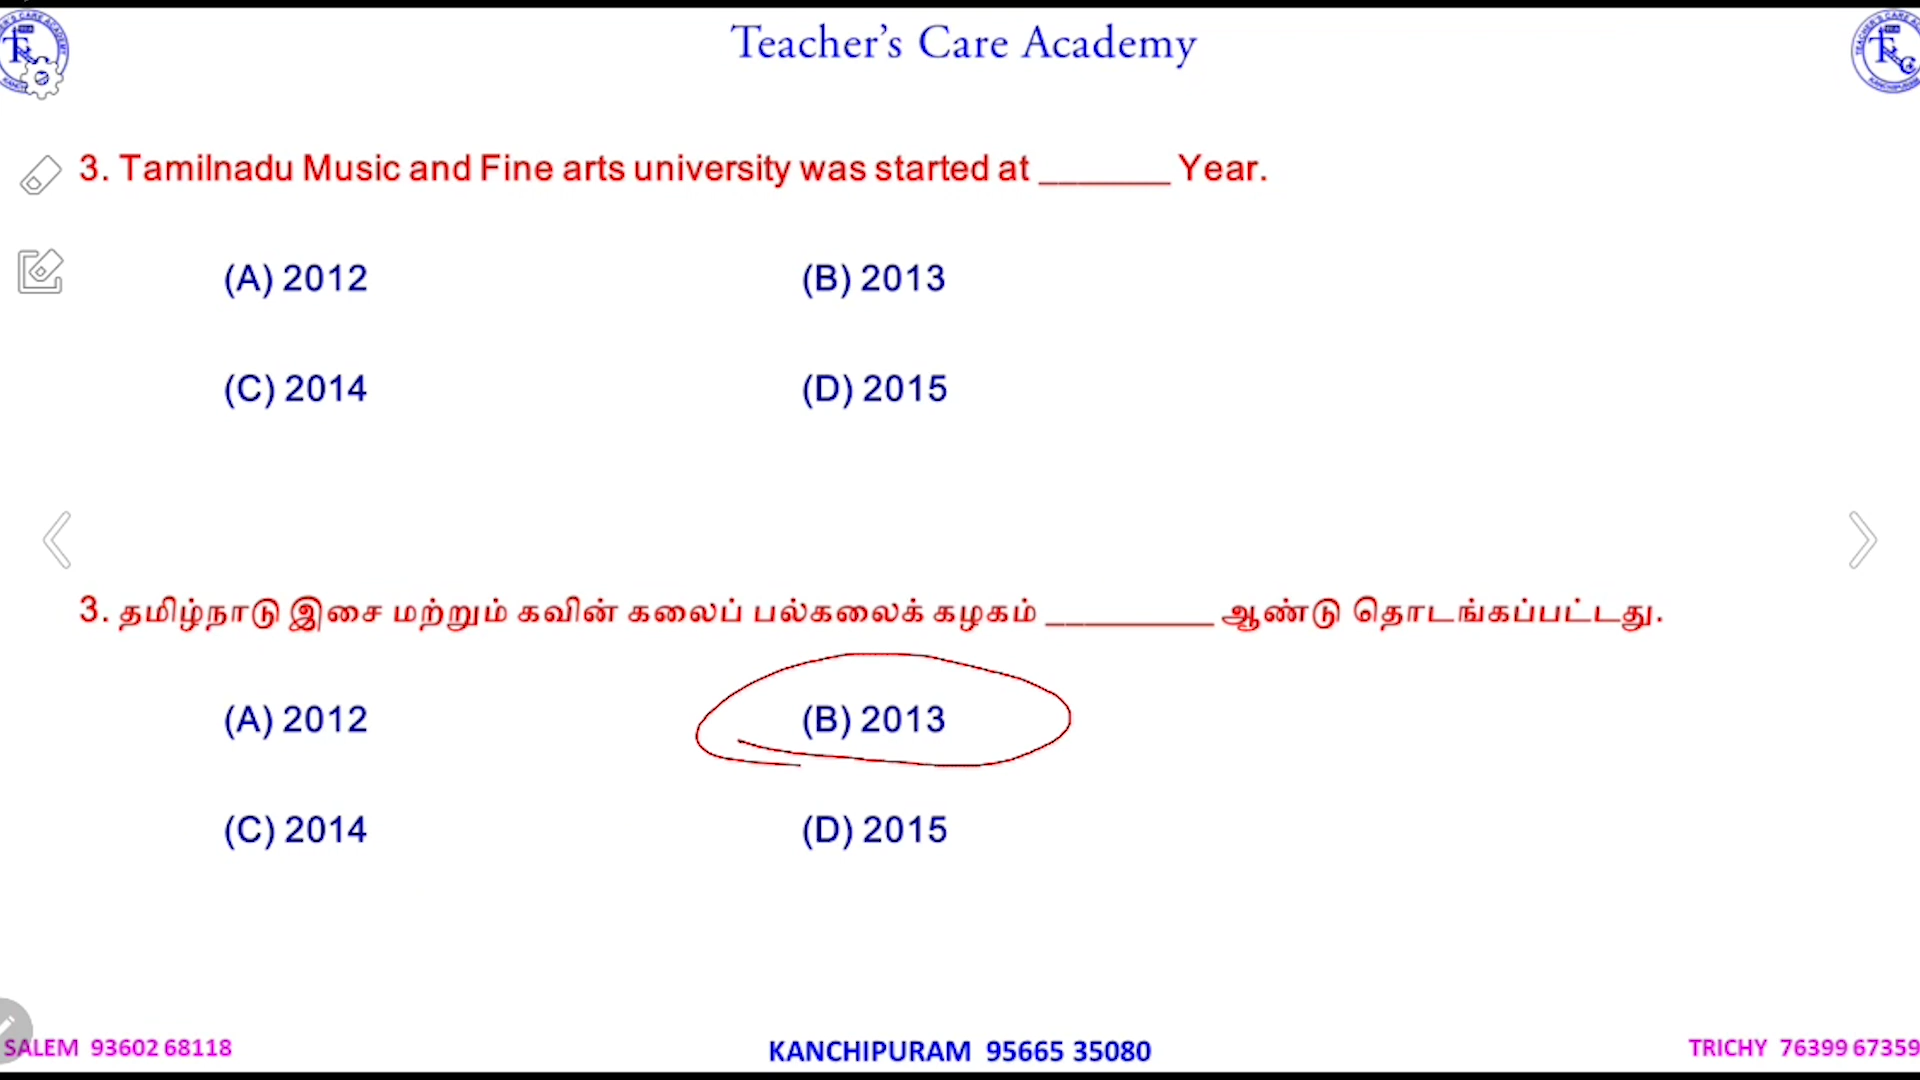 Teacher's Care Academy
3. Tamilnadu Music and Fine arts university was started at _______ Year.
(A) 2012 (B) 2013
(C) 2014 (D) 2015
3. தமிழ்நாடு இசை மற்றும் கவின் கலைப் பல்கலைக் கழகம் _________ ஆண்டு தொடங்கப்பட்டது.
(A) 2012 (B) 2013
(C) 2014 (D) 2015
SALEM 93602 68118 KANCHIPURAM 95665 35080 TRICHY 76399 67359